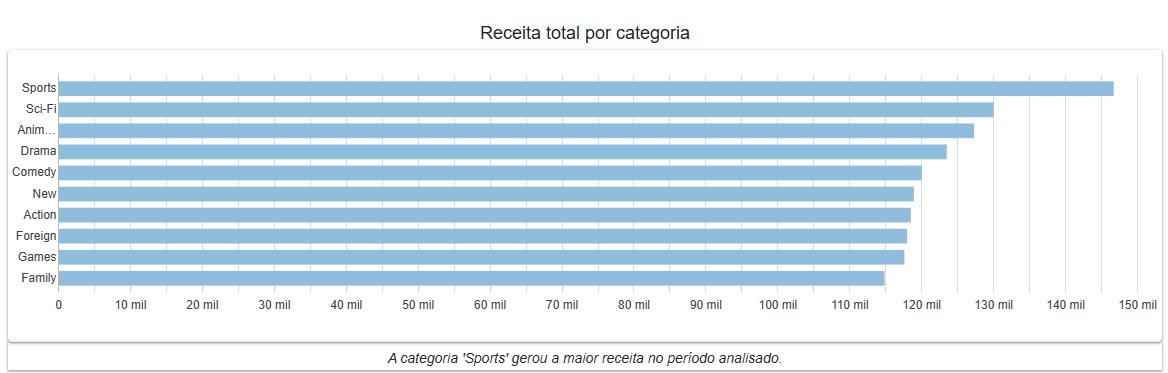 Receita total por categoria
Sports
Sci-Fi
Anim...
Drama
Comedy
New
Action
Foreign
Games
Family
0 10 mil 20 mil 30 mil 40 mil 50 mil 60 mil 70 mil 80 mil 90 mil 100 mil 110 mil 120 mil 130 mil 140 mil 150 mil
A categoria 'Sports' gerou a maior receita no período analisado.